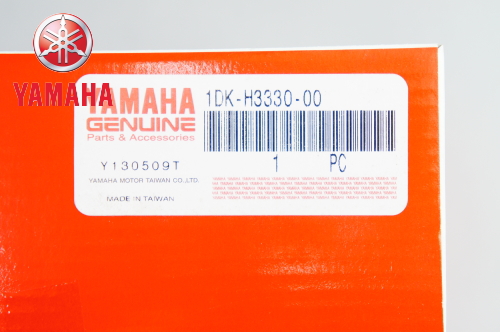 YAMAHA
YAMAHA
GENUINE
Parts & Accessories
1DK-H3330-00
1 PC
Y130509T
YAMAHA MOTOR TAIWAN CO.,LTD.
MADE IN TAIWAN